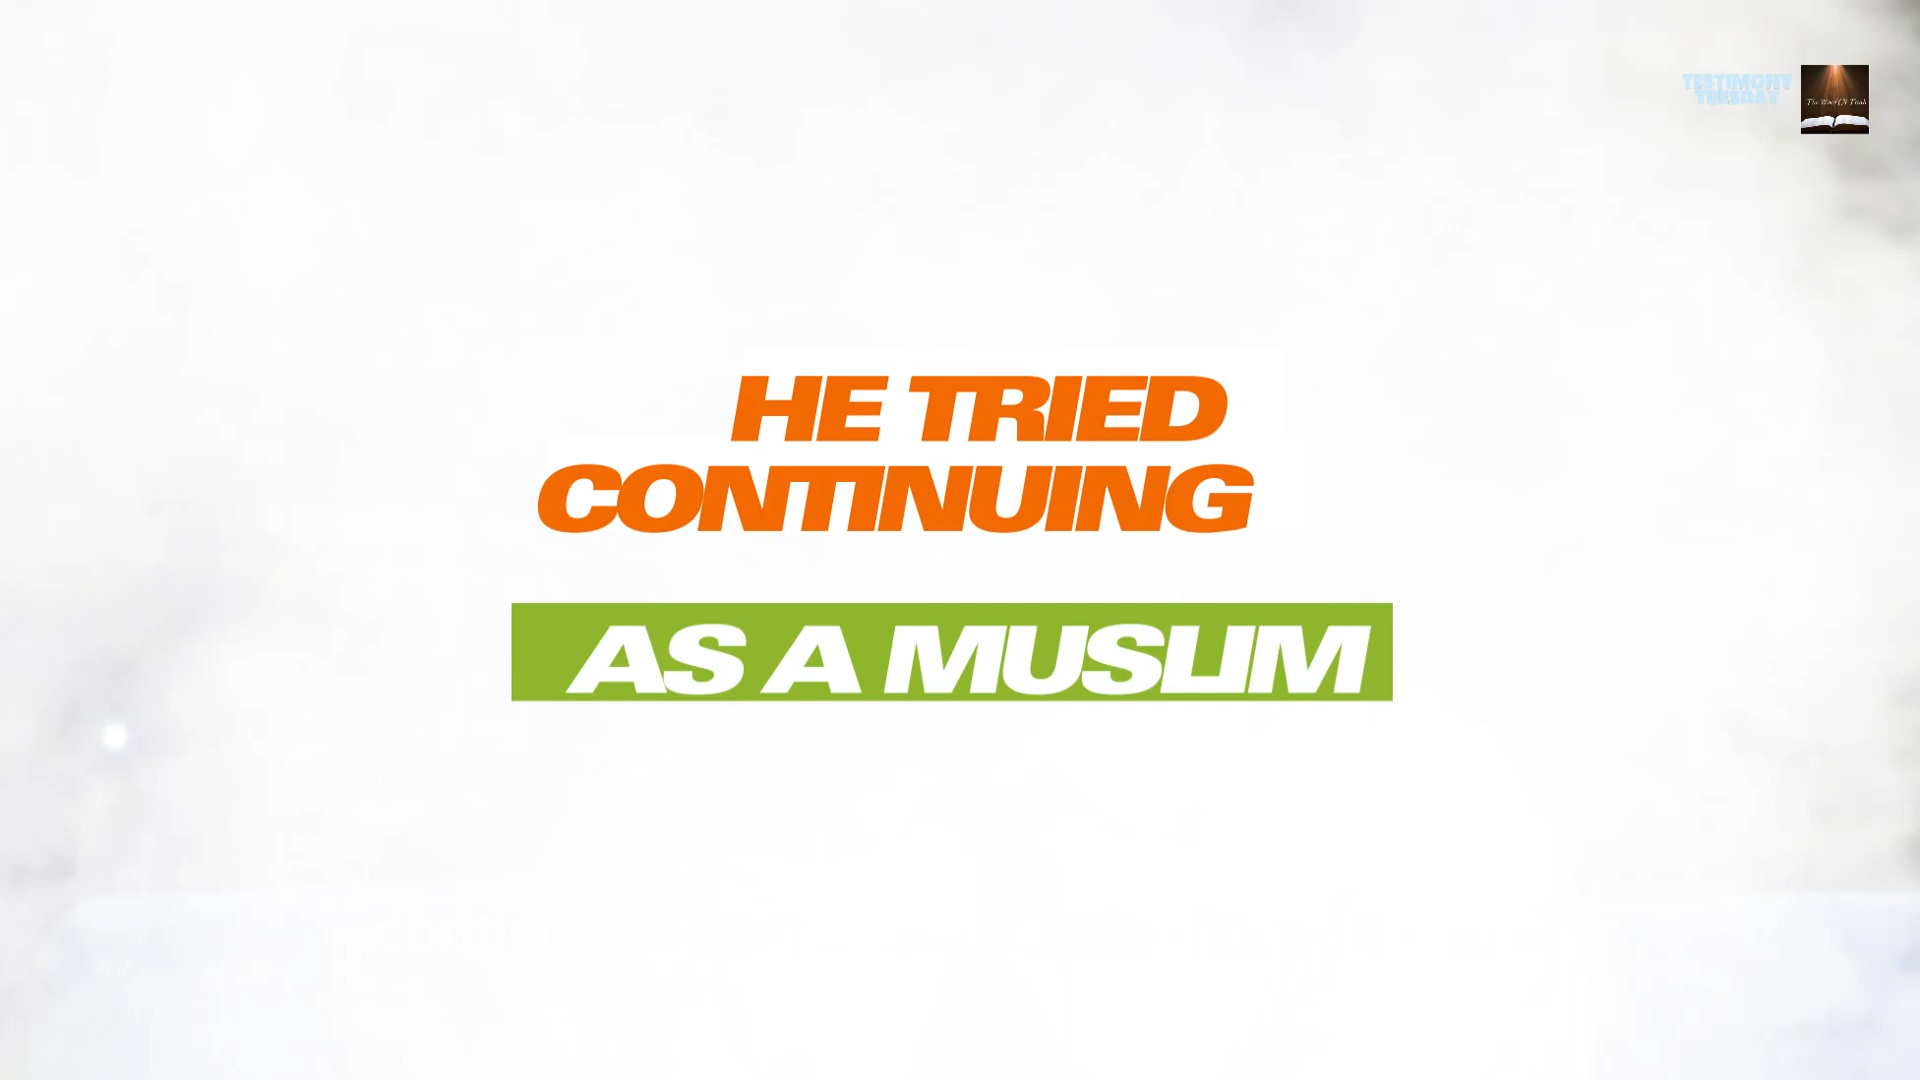 TESTIMONY
TUESDAY
HE TRIED
CONTINUING
AS A MUSLIM